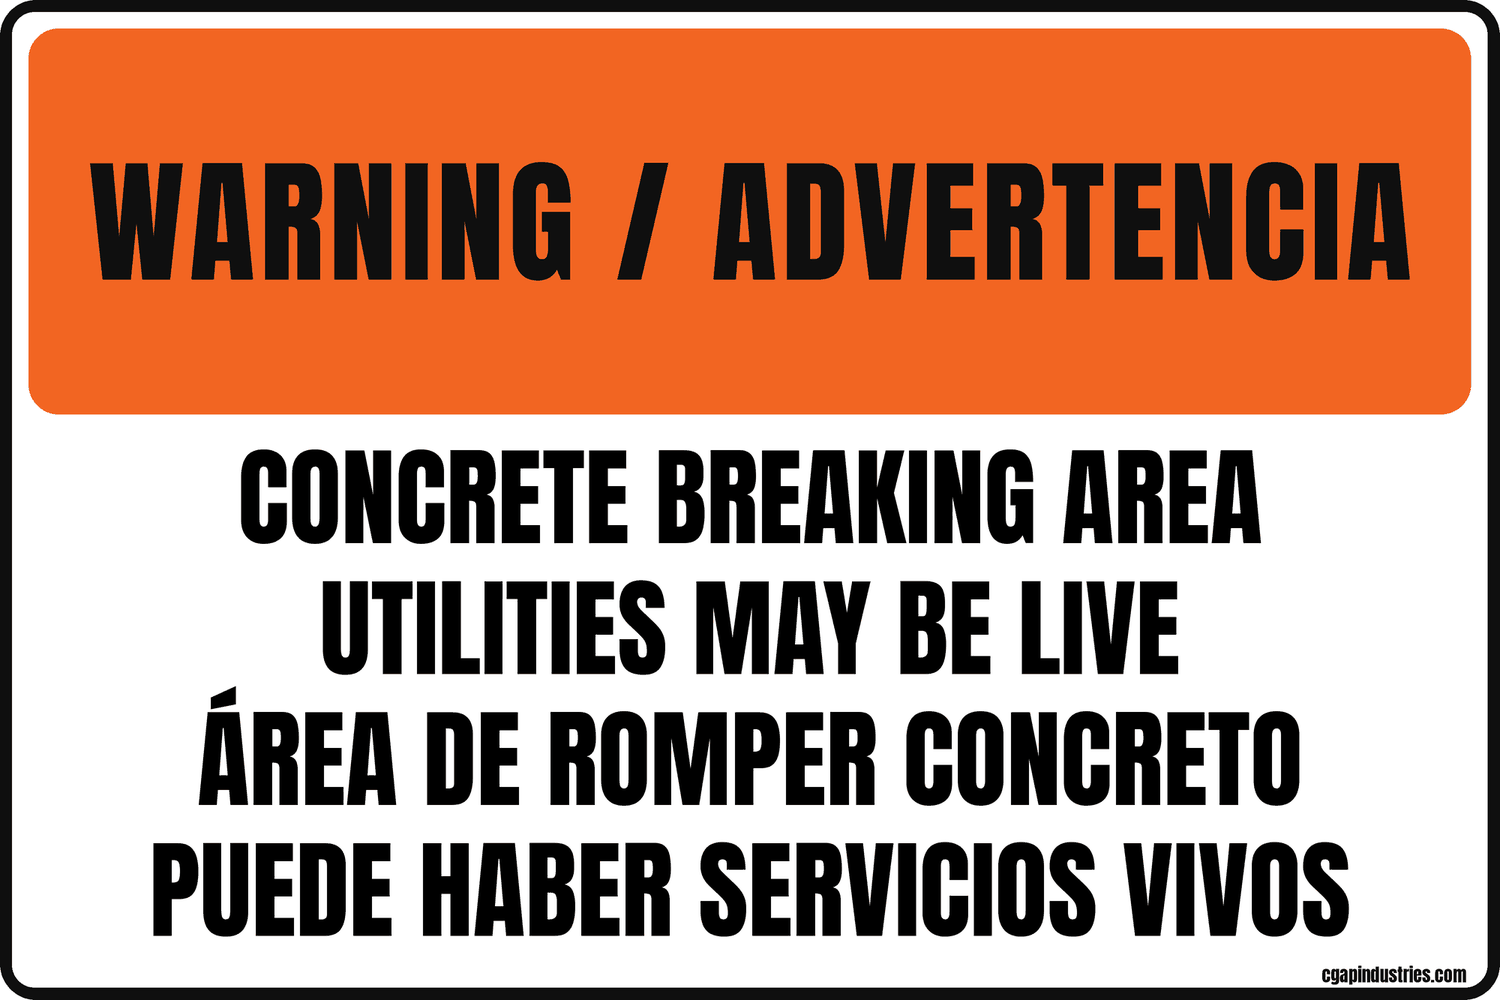 WARNING / ADVERTENCIA
CONCRETE BREAKING AREA
UTILITIES MAY BE LIVE
ÁREA DE ROMPER CONCRETO
PUEDE HABER SERVICIOS VIVOS
cgapindustries.com